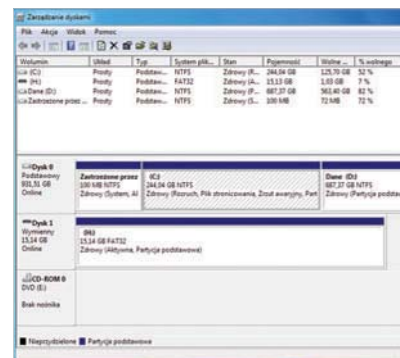 Zarządzanie dyskami
Plik Akcja Widok Pomoc
Wolumin Układ Typ System plik... Stan Pojemność Wolne ... % wolnego
(C:) Prosty Podstaw... NTFS Zdrowy (R... 244,04 GB 125,70 GB 52 %
(H:) Prosty Podstaw... FAT32 Zdrowy (A... 15,13 GB 1,03 GB 7 %
Dane (D:) Prosty Podstaw... NTFS Zdrowy (P... 687,37 GB 563,40 GB 82 %
Zastrzeżone przez ... Prosty Podstaw... NTFS Zdrowy (S... 100 MB 72 MB 72 %
Dysk 0
Podstawowy
931,51 GB
Online
Zastrzeżone przez
100 MB NTFS
Zdrowy (System, Al
(C:)
244,04 GB NTFS
Zdrowy (Rozruch, Plik stronicowania, Zrzut awaryjny, Part
Dane (D:)
687,37 GB NTFS
Zdrowy (Partycja podsta
Dysk 1
Wymienny
15,14 GB
Online
(H:)
15,14 GB FAT32
Zdrowy (Aktywna, Partycja podstawowa)
CD-ROM 0
DVD (E:)
Brak nośnika
Nieprzydzielone Partycja podstawowa